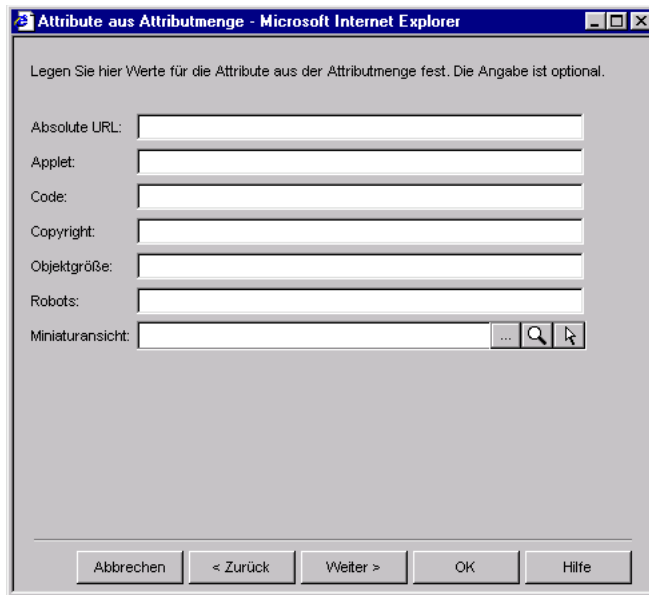 Attribute aus Attributmenge - Microsoft Internet Explorer
Legen Sie hier Werte für die Attribute aus der Attributmenge fest. Die Angabe ist optional.
Absolute URL:
Applet:
Code:
Copyright:
Objektgröße:
Robots:
Miniaturansicht: ...
Abbrechen < Zurück Weiter > OK Hilfe